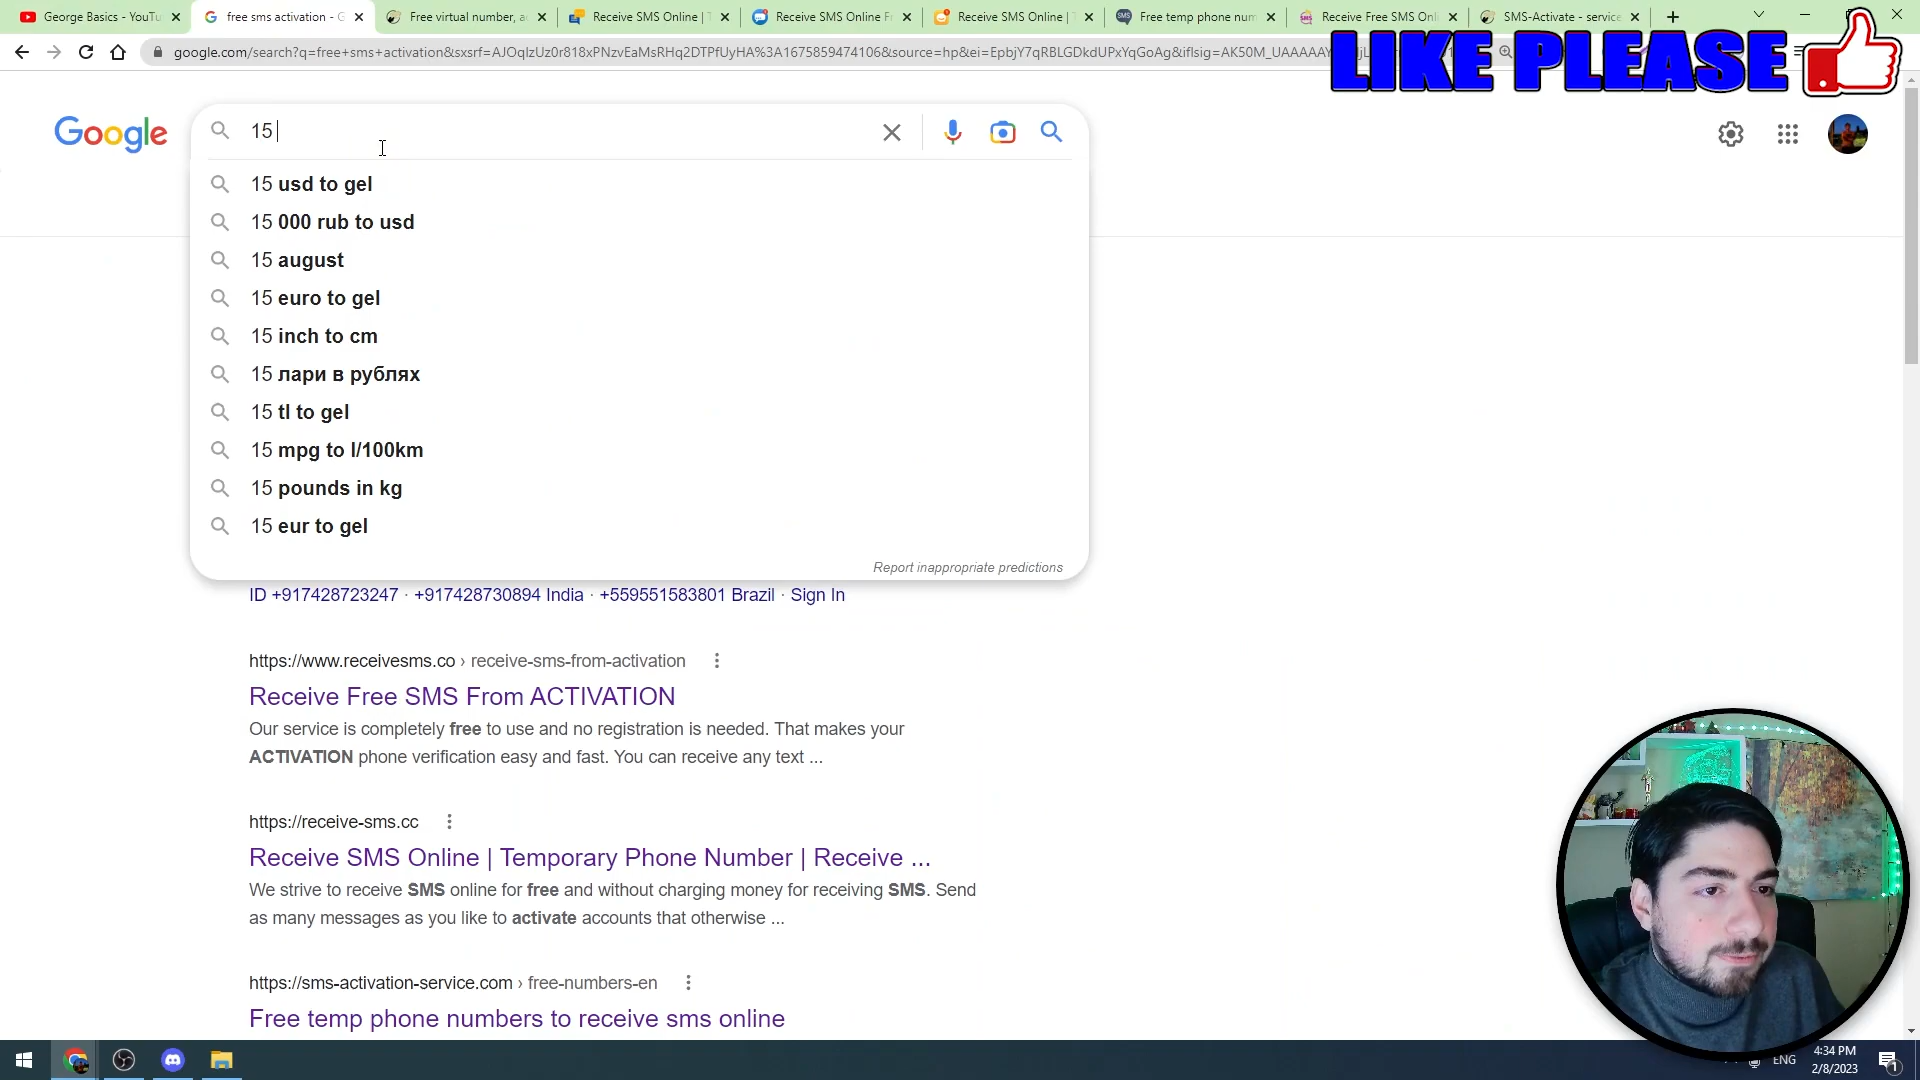 George Basics - YouTu
free sms activation - G
Free virtual number, a
Receive SMS Online | T
Receive SMS Online Fr
Receive SMS Online | T
Free temp phone num
Receive Free SMS Onli
SMS-Activate - service
google.com/search?q=free+sms+activation&sxsrf=AJOqlzUz0r818xPNzvEaMsRHq2DTPfUyHA%3A1675859474106&source=hp&ei=EpbjY7qRBLGDkdUPxYqGoAg&iflsig=AK50M_UAAAAAY
LIKE PLEASE
Google
15
15 usd to gel
15 000 rub to usd
15 august
15 euro to gel
15 inch to cm
15 лари в рублях
15 tl to gel
15 mpg to l/100km
15 pounds in kg
15 eur to gel
Report inappropriate predictions
ID +917428723247 · +917428730894 India · +559551583801 Brazil · Sign In
https://www.receivesms.co › receive-sms-from-activation
Receive Free SMS From ACTIVATION
Our service is completely free to use and no registration is needed. That makes your
ACTIVATION phone verification easy and fast. You can receive any text ...
https://receive-sms.cc
Receive SMS Online | Temporary Phone Number | Receive ...
We strive to receive SMS online for free and without charging money for receiving SMS. Send
as many messages as you like to activate accounts that otherwise ...
https://sms-activation-service.com › free-numbers-en
Free temp phone numbers to receive sms online
ENG
4:34 PM
2/8/2023
1